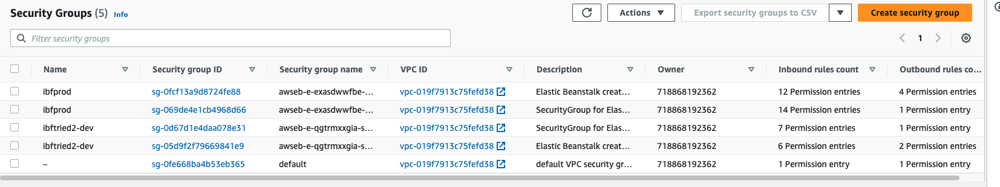 Security Groups (5) Info
Actions
Export security groups to CSV
Create security group
Filter security groups
1
Name Security group ID Security group name VPC ID Description Owner Inbound rules count Outbound rules co...
ibfprod sg-0fcf13a9d8724fe88 awseb-e-exasdwwfbe-... vpc-019f7913c75fefd38 Elastic Beanstalk creat... 718868192362 12 Permission entries 4 Permission entries
ibfprod sg-069de4e1cb4968d66 awseb-e-exasdwwfbe-... vpc-019f7913c75fefd38 SecurityGroup for Elas... 718868192362 14 Permission entries 1 Permission entry
ibftried2-dev sg-0d67d1e4daa078e31 awseb-e-qgtrmxxgia-s... vpc-019f7913c75fefd38 SecurityGroup for Elas... 718868192362 7 Permission entries 1 Permission entry
ibftried2-dev sg-05d9f2f79669841e9 awseb-e-qgtrmxxgia-s... vpc-019f7913c75fefd38 Elastic Beanstalk creat... 718868192362 6 Permission entries 2 Permission entries
– sg-0fe668ba4b53eb365 default vpc-019f7913c75fefd38 default VPC security gr... 718868192362 1 Permission entry 1 Permission entry